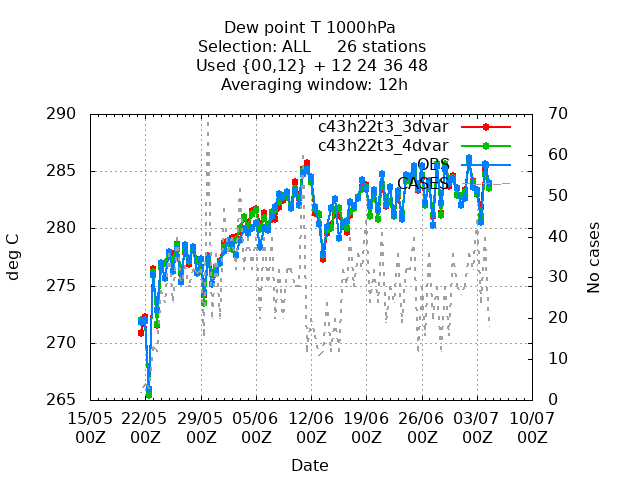 Dew point T 1000hPa
Selection: ALL     26 stations
Used {00,12} + 12 24 36 48
Averaging window: 12h
290
285
280
275
270
265
70
60
50
40
30
20
10
0
c43h22t3_3dvar
c43h22t3_4dvar
OBS
CASES
deg C
No cases
15/05 22/05 29/05 05/06 12/06 19/06 26/06 03/07 10/07
00Z 00Z 00Z 00Z 00Z 00Z 00Z 00Z 00Z
Date